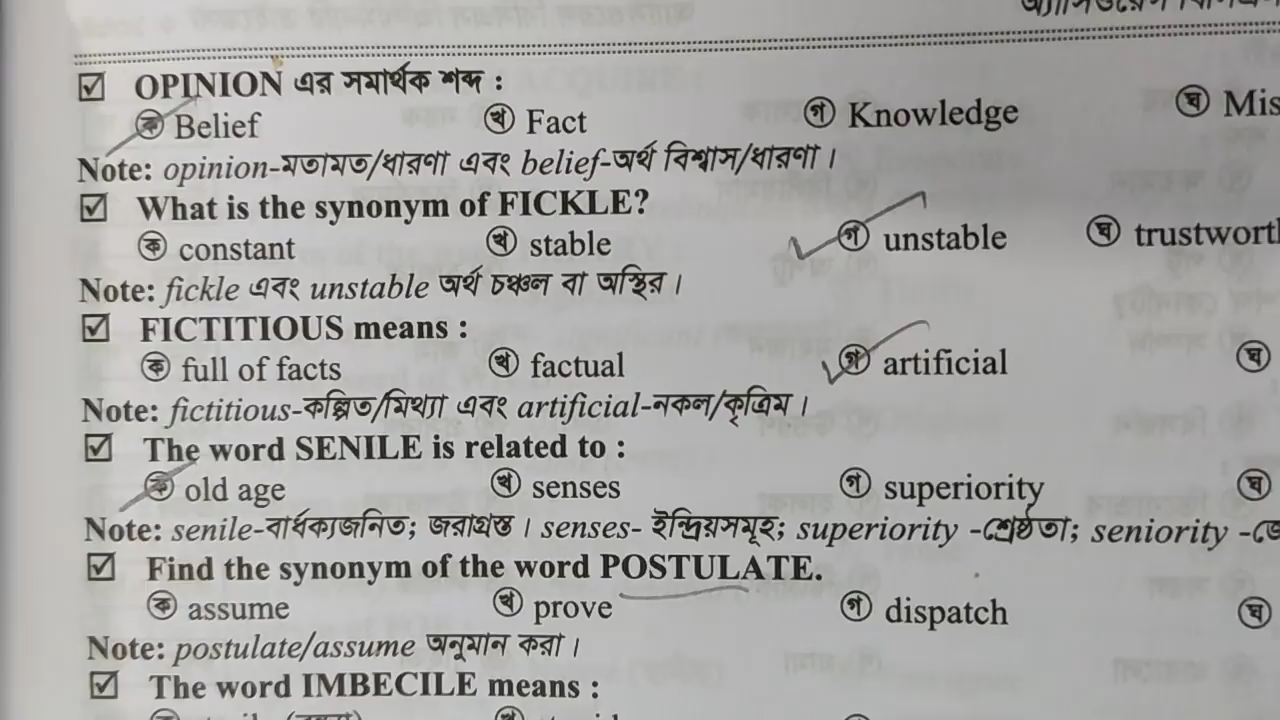 ☑ OPINION এর সমার্থক শব্দ :
ক Belief খ Fact গ Knowledge ঘ Mis
Note: opinion-মতামত/ধারণা এবং belief-অর্থ বিশ্বাস/ধারণা।
☑ What is the synonym of FICKLE?
ক constant খ stable গ unstable ঘ trustwort
Note: fickle এবং unstable অর্থ চঞ্চল বা অস্থির।
☑ FICTITIOUS means :
ক full of facts খ factual গ artificial ঘ
Note: fictitious-কল্পিত/মিথ্যা এবং artificial-নকল/কৃত্রিম।
☑ The word SENILE is related to :
ক old age খ senses গ superiority ঘ
Note: senile-বার্ধক্যজনিত; জরাগ্রস্ত। senses- ইন্দ্রিয়সমূহ; superiority -শ্রেষ্ঠতা; seniority -জে
☑ Find the synonym of the word POSTULATE.
ক assume খ prove গ dispatch ঘ
Note: postulate/assume অনুমান করা।
☑ The word IMBECILE means :